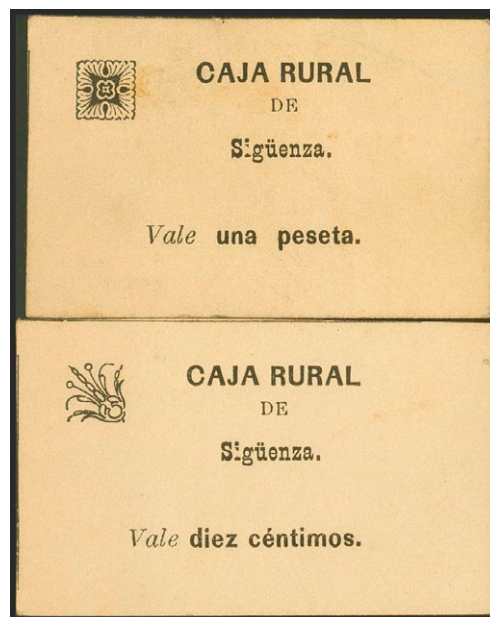 CAJA RURAL
DE
Sigüenza.
Vale una peseta.
CAJA RURAL
DE
Sigüenza.
Vale diez céntimos.